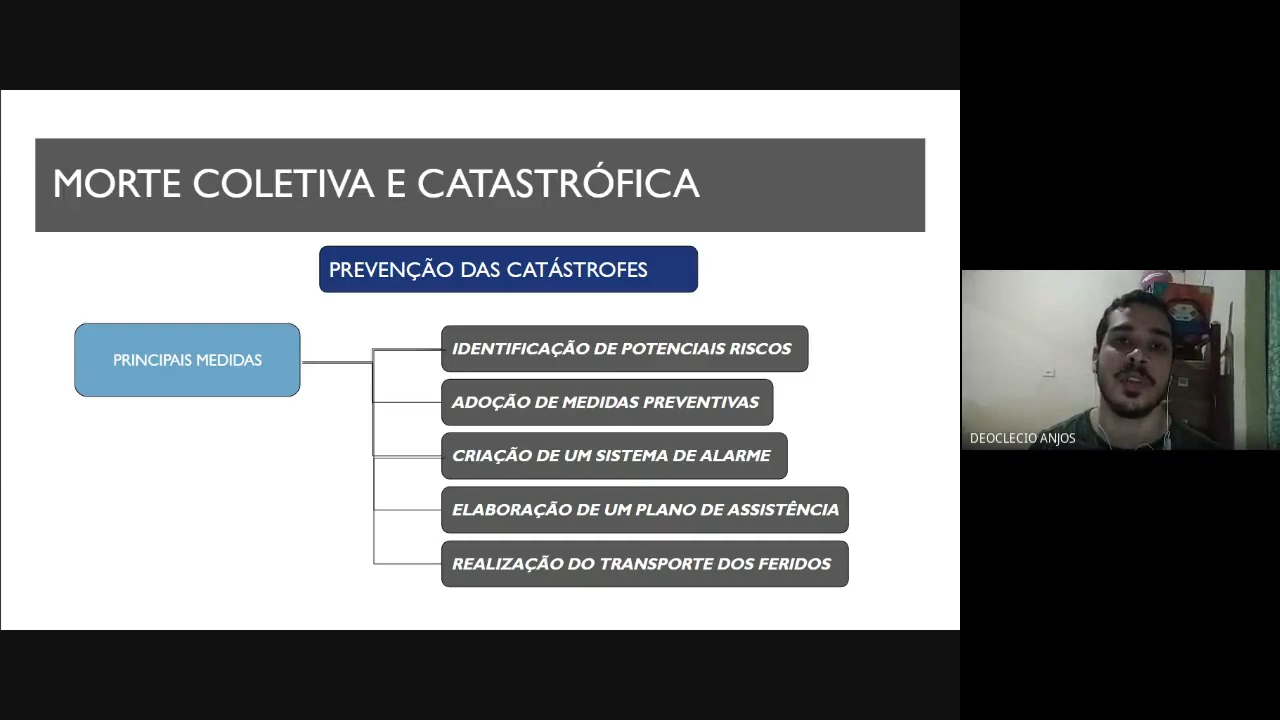 MORTE COLETIVA E CATASTRÓFICA
PREVENÇÃO DAS CATÁSTROFES
PRINCIPAIS MEDIDAS
IDENTIFICAÇÃO DE POTENCIAIS RISCOS
ADOÇÃO DE MEDIDAS PREVENTIVAS
CRIAÇÃO DE UM SISTEMA DE ALARME
ELABORAÇÃO DE UM PLANO DE ASSISTÊNCIA
REALIZAÇÃO DO TRANSPORTE DOS FERIDOS
DEOCLECIO ANJOS